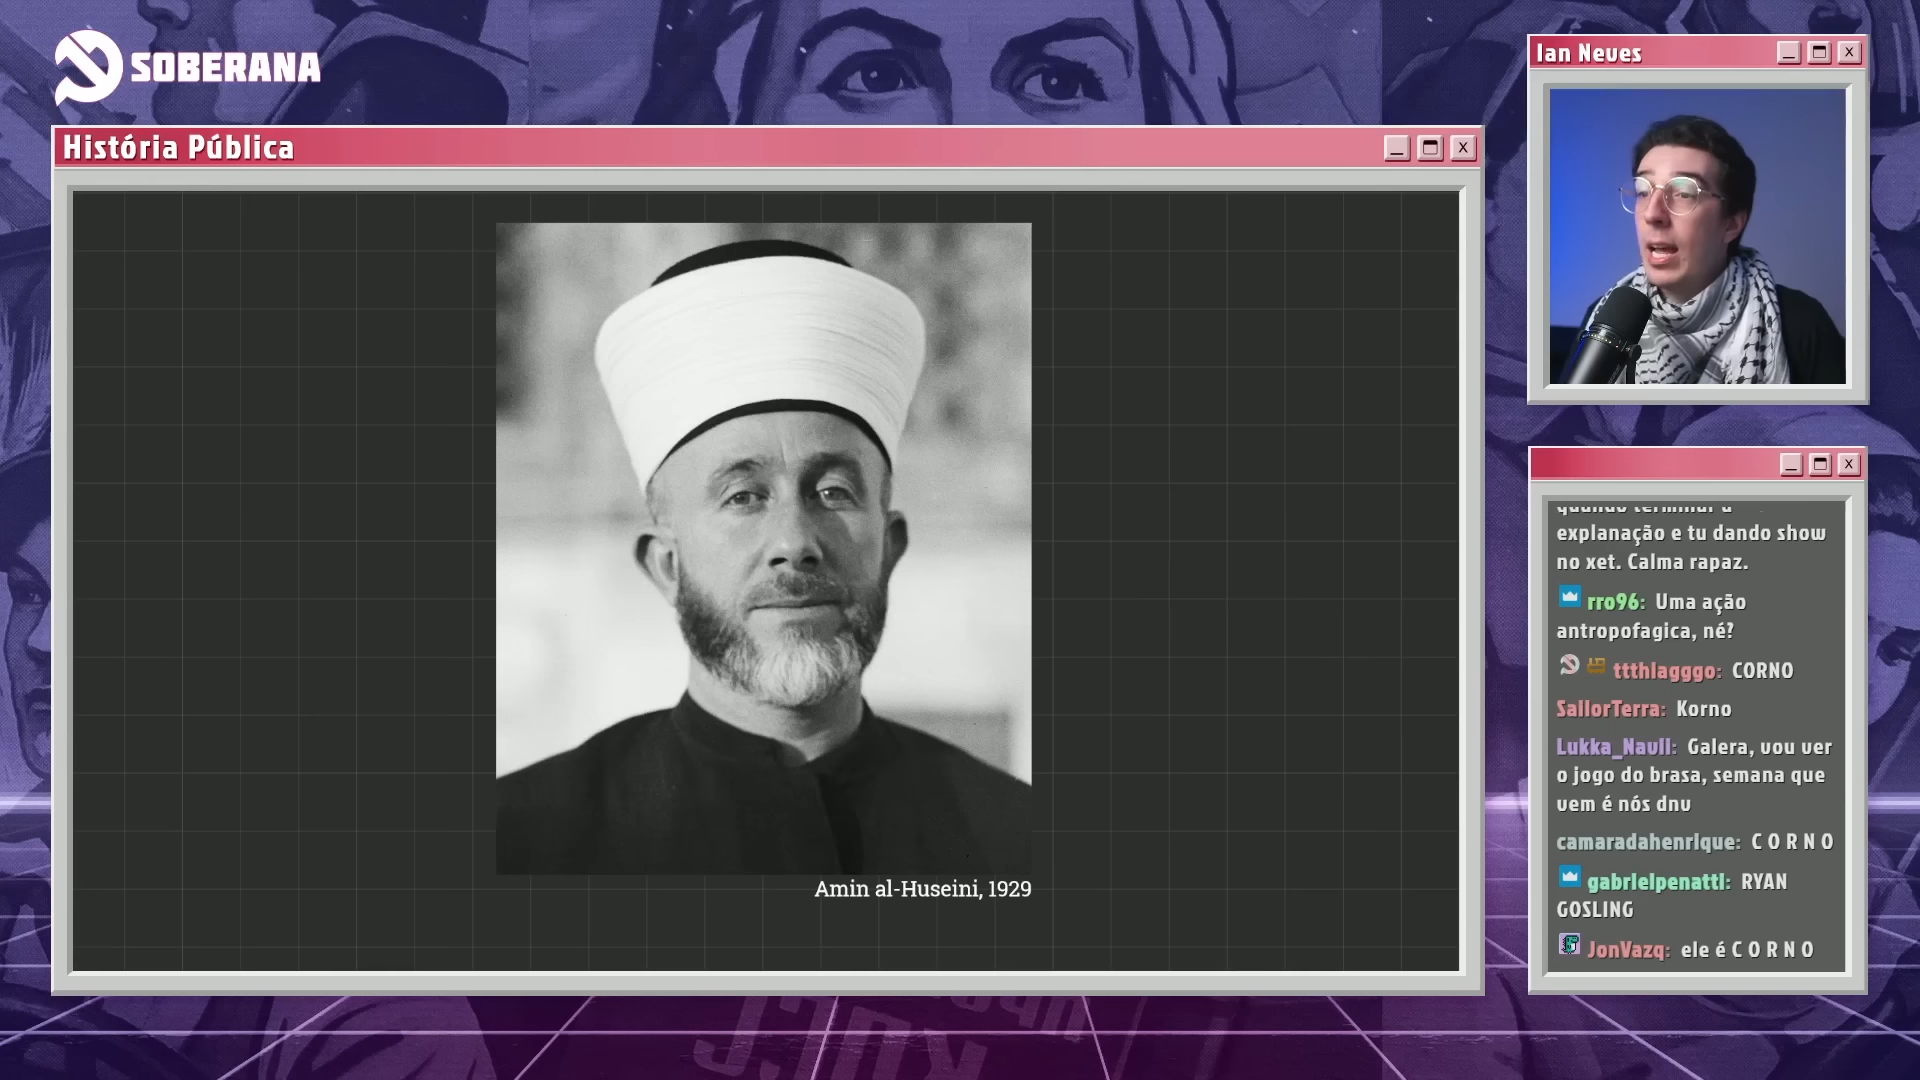 SOBERANA
História Pública
Amin al-Huseini, 1929
Ian Neves
explanação e tu dando show
no xet. Calma rapaz.
rro96: Uma ação
antropofagica, né?
ttthiagggo: CORNO
SailorTerra: Korno
Lukka_Navii: Galera, vou ver
o jogo do brasa, semana que
vem é nós dnv
camaradahenrique: C O R N O
gabrielpenatti: RYAN
GOSLING
JonVazq: ele é C O R N O